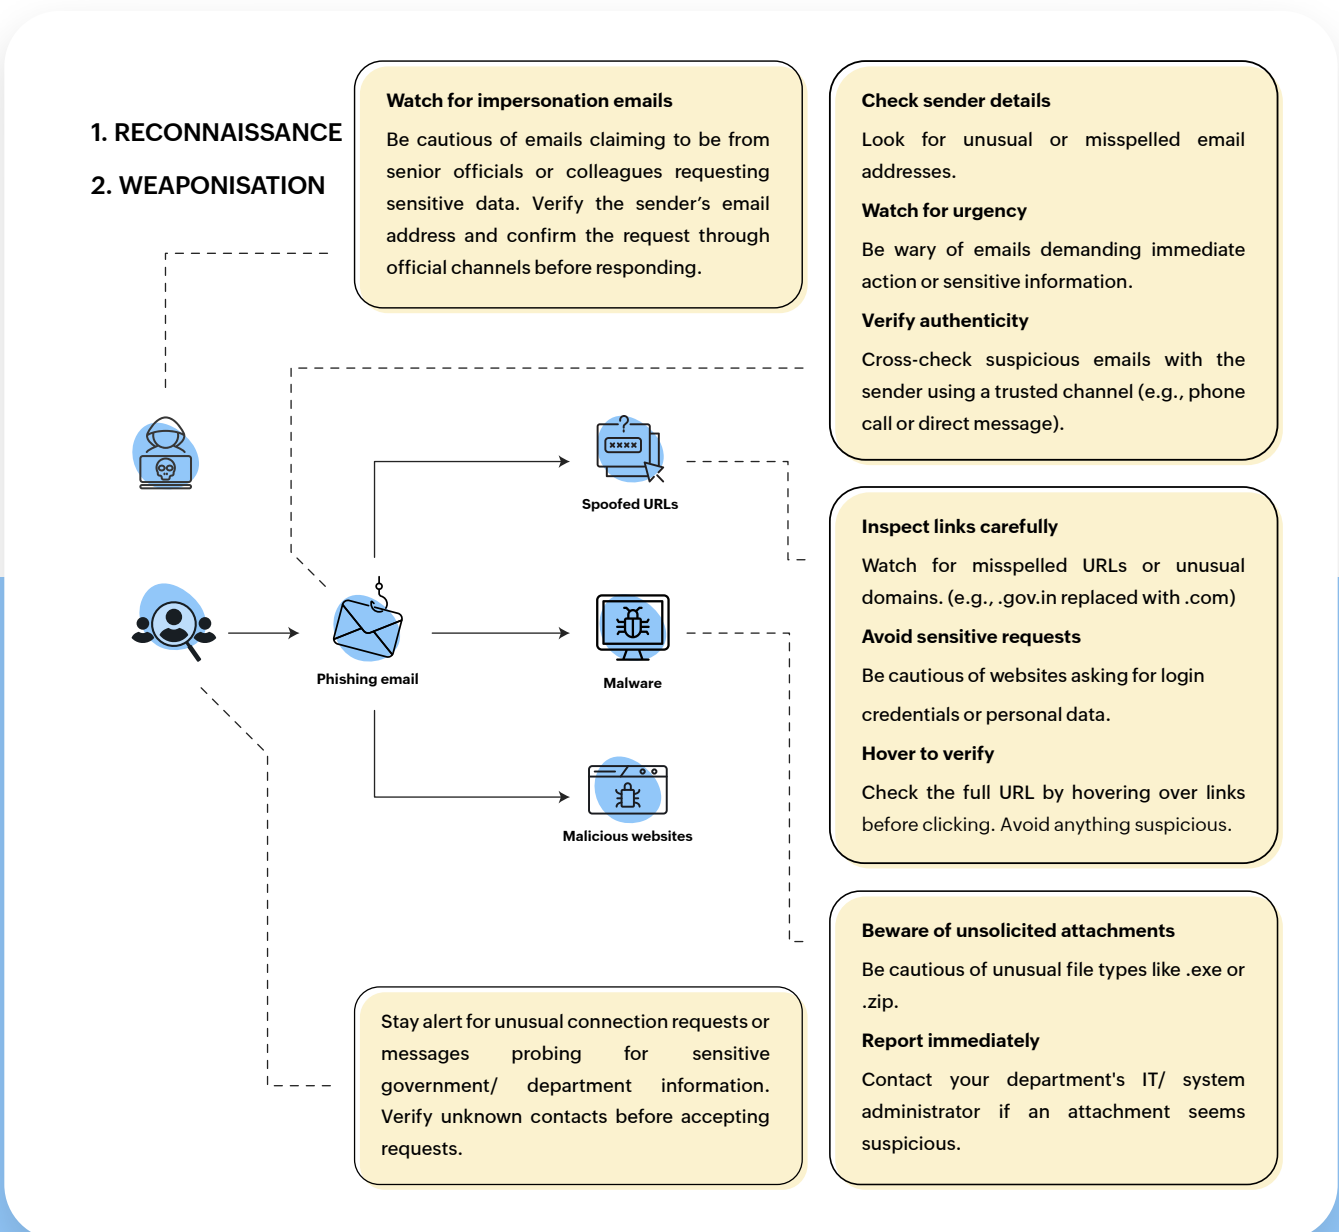 1. RECONNAISSANCE
2. WEAPONISATION
Watch for impersonation emails
Be cautious of emails claiming to be from
senior officials or colleagues requesting
sensitive data. Verify the sender’s email
address and confirm the request through
official channels before responding.
Check sender details
Look for unusual or misspelled email
addresses.
Watch for urgency
Be wary of emails demanding immediate
action or sensitive information.
Verify authenticity
Cross-check suspicious emails with the
sender using a trusted channel (e.g., phone
call or direct message).
?
xxxx
Spoofed URLs
Phishing email
Malware
Malicious websites
Inspect links carefully
Watch for misspelled URLs or unusual
domains. (e.g., .gov.in replaced with .com)
Avoid sensitive requests
Be cautious of websites asking for login
credentials or personal data.
Hover to verify
Check the full URL by hovering over links
before clicking. Avoid anything suspicious.
Stay alert for unusual connection requests or
messages probing for sensitive
government/ department information.
Verify unknown contacts before accepting
requests.
Beware of unsolicited attachments
Be cautious of unusual file types like .exe or
.zip.
Report immediately
Contact your department's IT/ system
administrator if an attachment seems
suspicious.